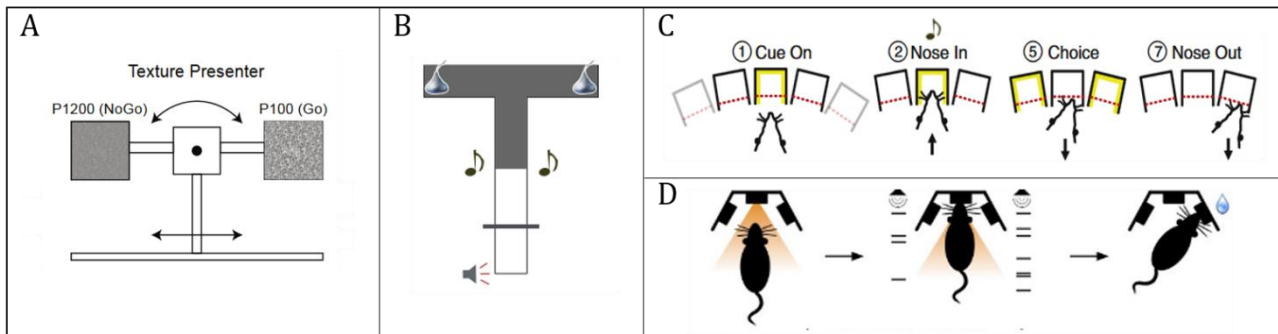 A
Texture Presenter
P1200 (NoGo) P100 (Go)
B
C
① Cue On ② Nose In ⑤ Choice ⑦ Nose Out
D